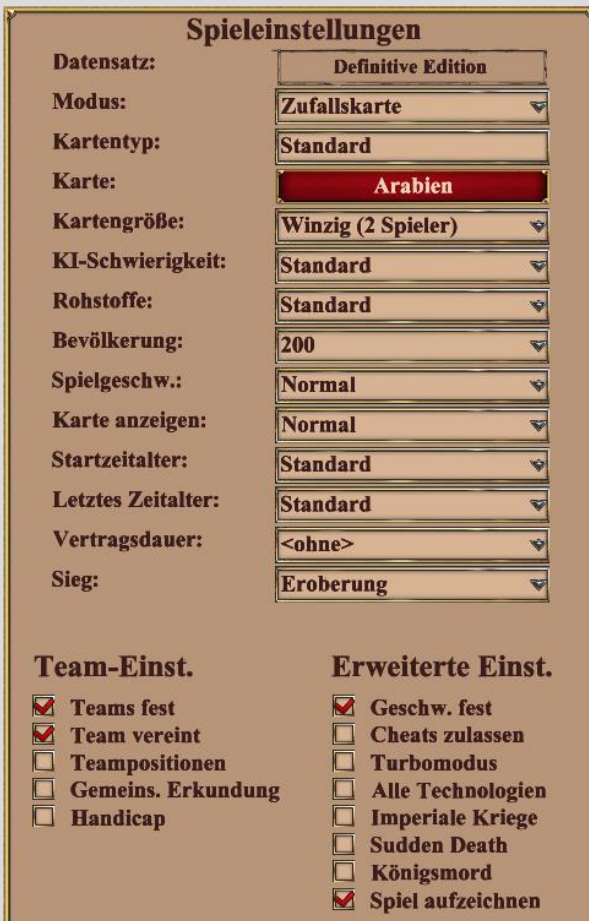 Spieleinstellungen
Datensatz: Definitive Edition
Modus: Zufallskarte
Kartentyp: Standard
Karte: Arabien
Kartengröße: Winzig (2 Spieler)
KI-Schwierigkeit: Standard
Rohstoffe: Standard
Bevölkerung: 200
Spielgeschw.: Normal
Karte anzeigen: Normal
Startzeitalter: Standard
Letztes Zeitalter: Standard
Vertragsdauer: <ohne>
Sieg: Eroberung
Team-Einst.
Teams fest
Team vereint
Teampositionen
Gemeins. Erkundung
Handicap
Erweiterte Einst.
Geschw. fest
Cheats zulassen
Turbomodus
Alle Technologien
Imperiale Kriege
Sudden Death
Königsmord
Spiel aufzeichnen